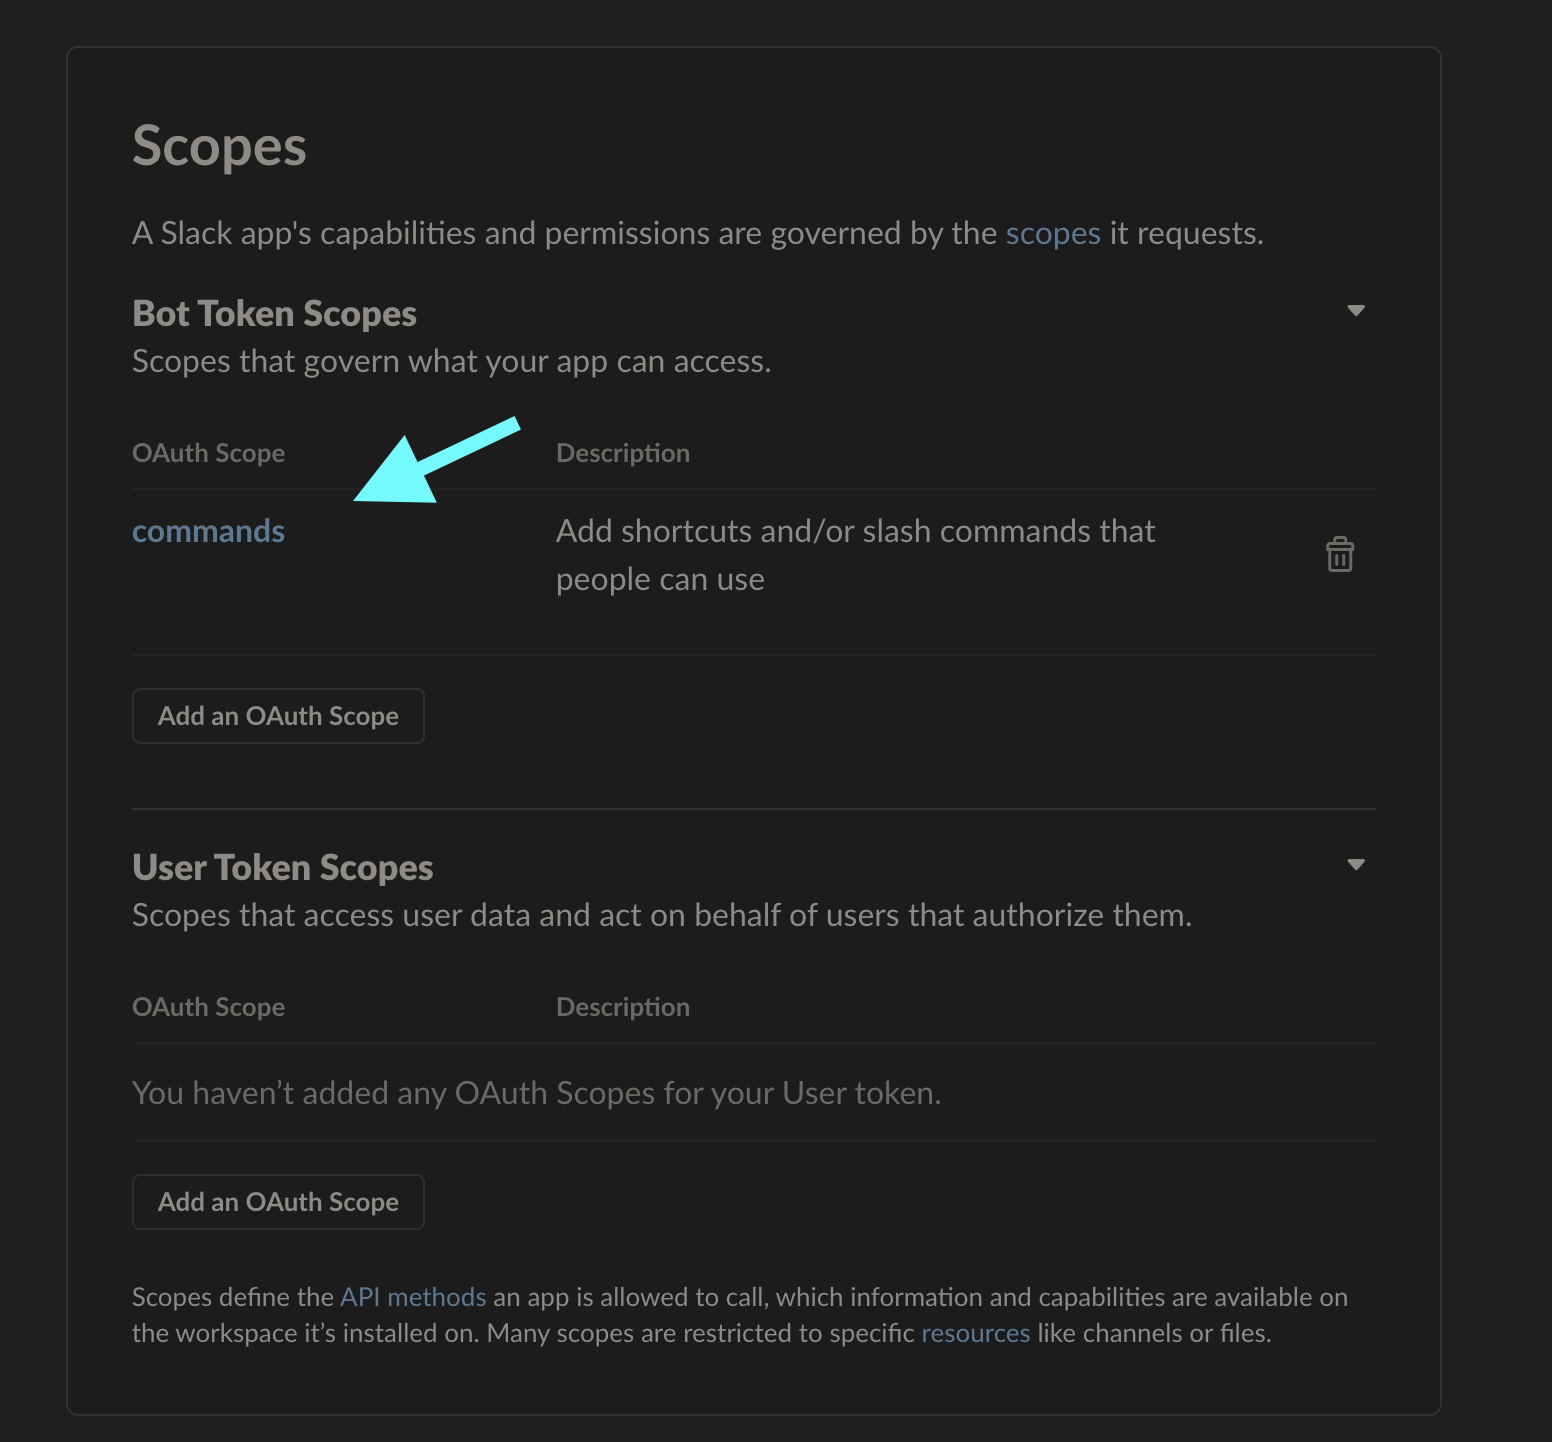 Scopes
A Slack app's capabilities and permissions are governed by the scopes it requests.
Bot Token Scopes
Scopes that govern what your app can access.
OAuth Scope Description
commands Add shortcuts and/or slash commands that
people can use
Add an OAuth Scope
User Token Scopes
Scopes that access user data and act on behalf of users that authorize them.
OAuth Scope Description
You haven’t added any OAuth Scopes for your User token.
Add an OAuth Scope
Scopes define the API methods an app is allowed to call, which information and capabilities are available on
the workspace it’s installed on. Many scopes are restricted to specific resources like channels or files.